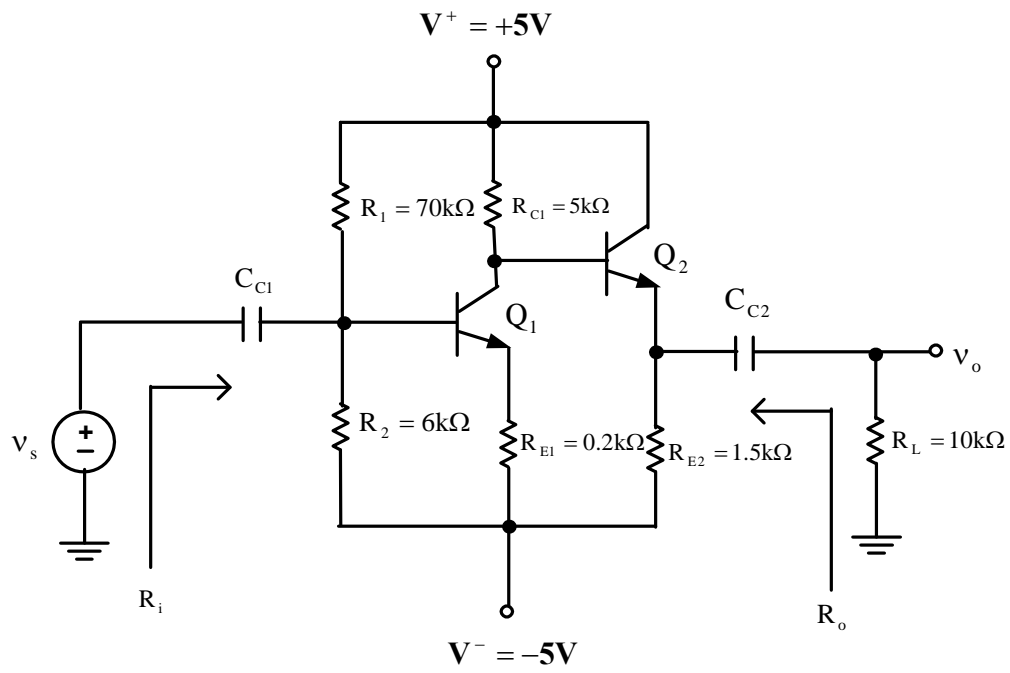 V⁺ = +5V
R₁ = 70kΩ
R_C1 = 5kΩ
Q₂
C_C1
C_C2
Q₁
ν_o
R₂ = 6kΩ
R_E1 = 0.2kΩ
R_E2 = 1.5kΩ
R_L = 10kΩ
ν_s
+
−
R_i
R_o
V⁻ = −5V